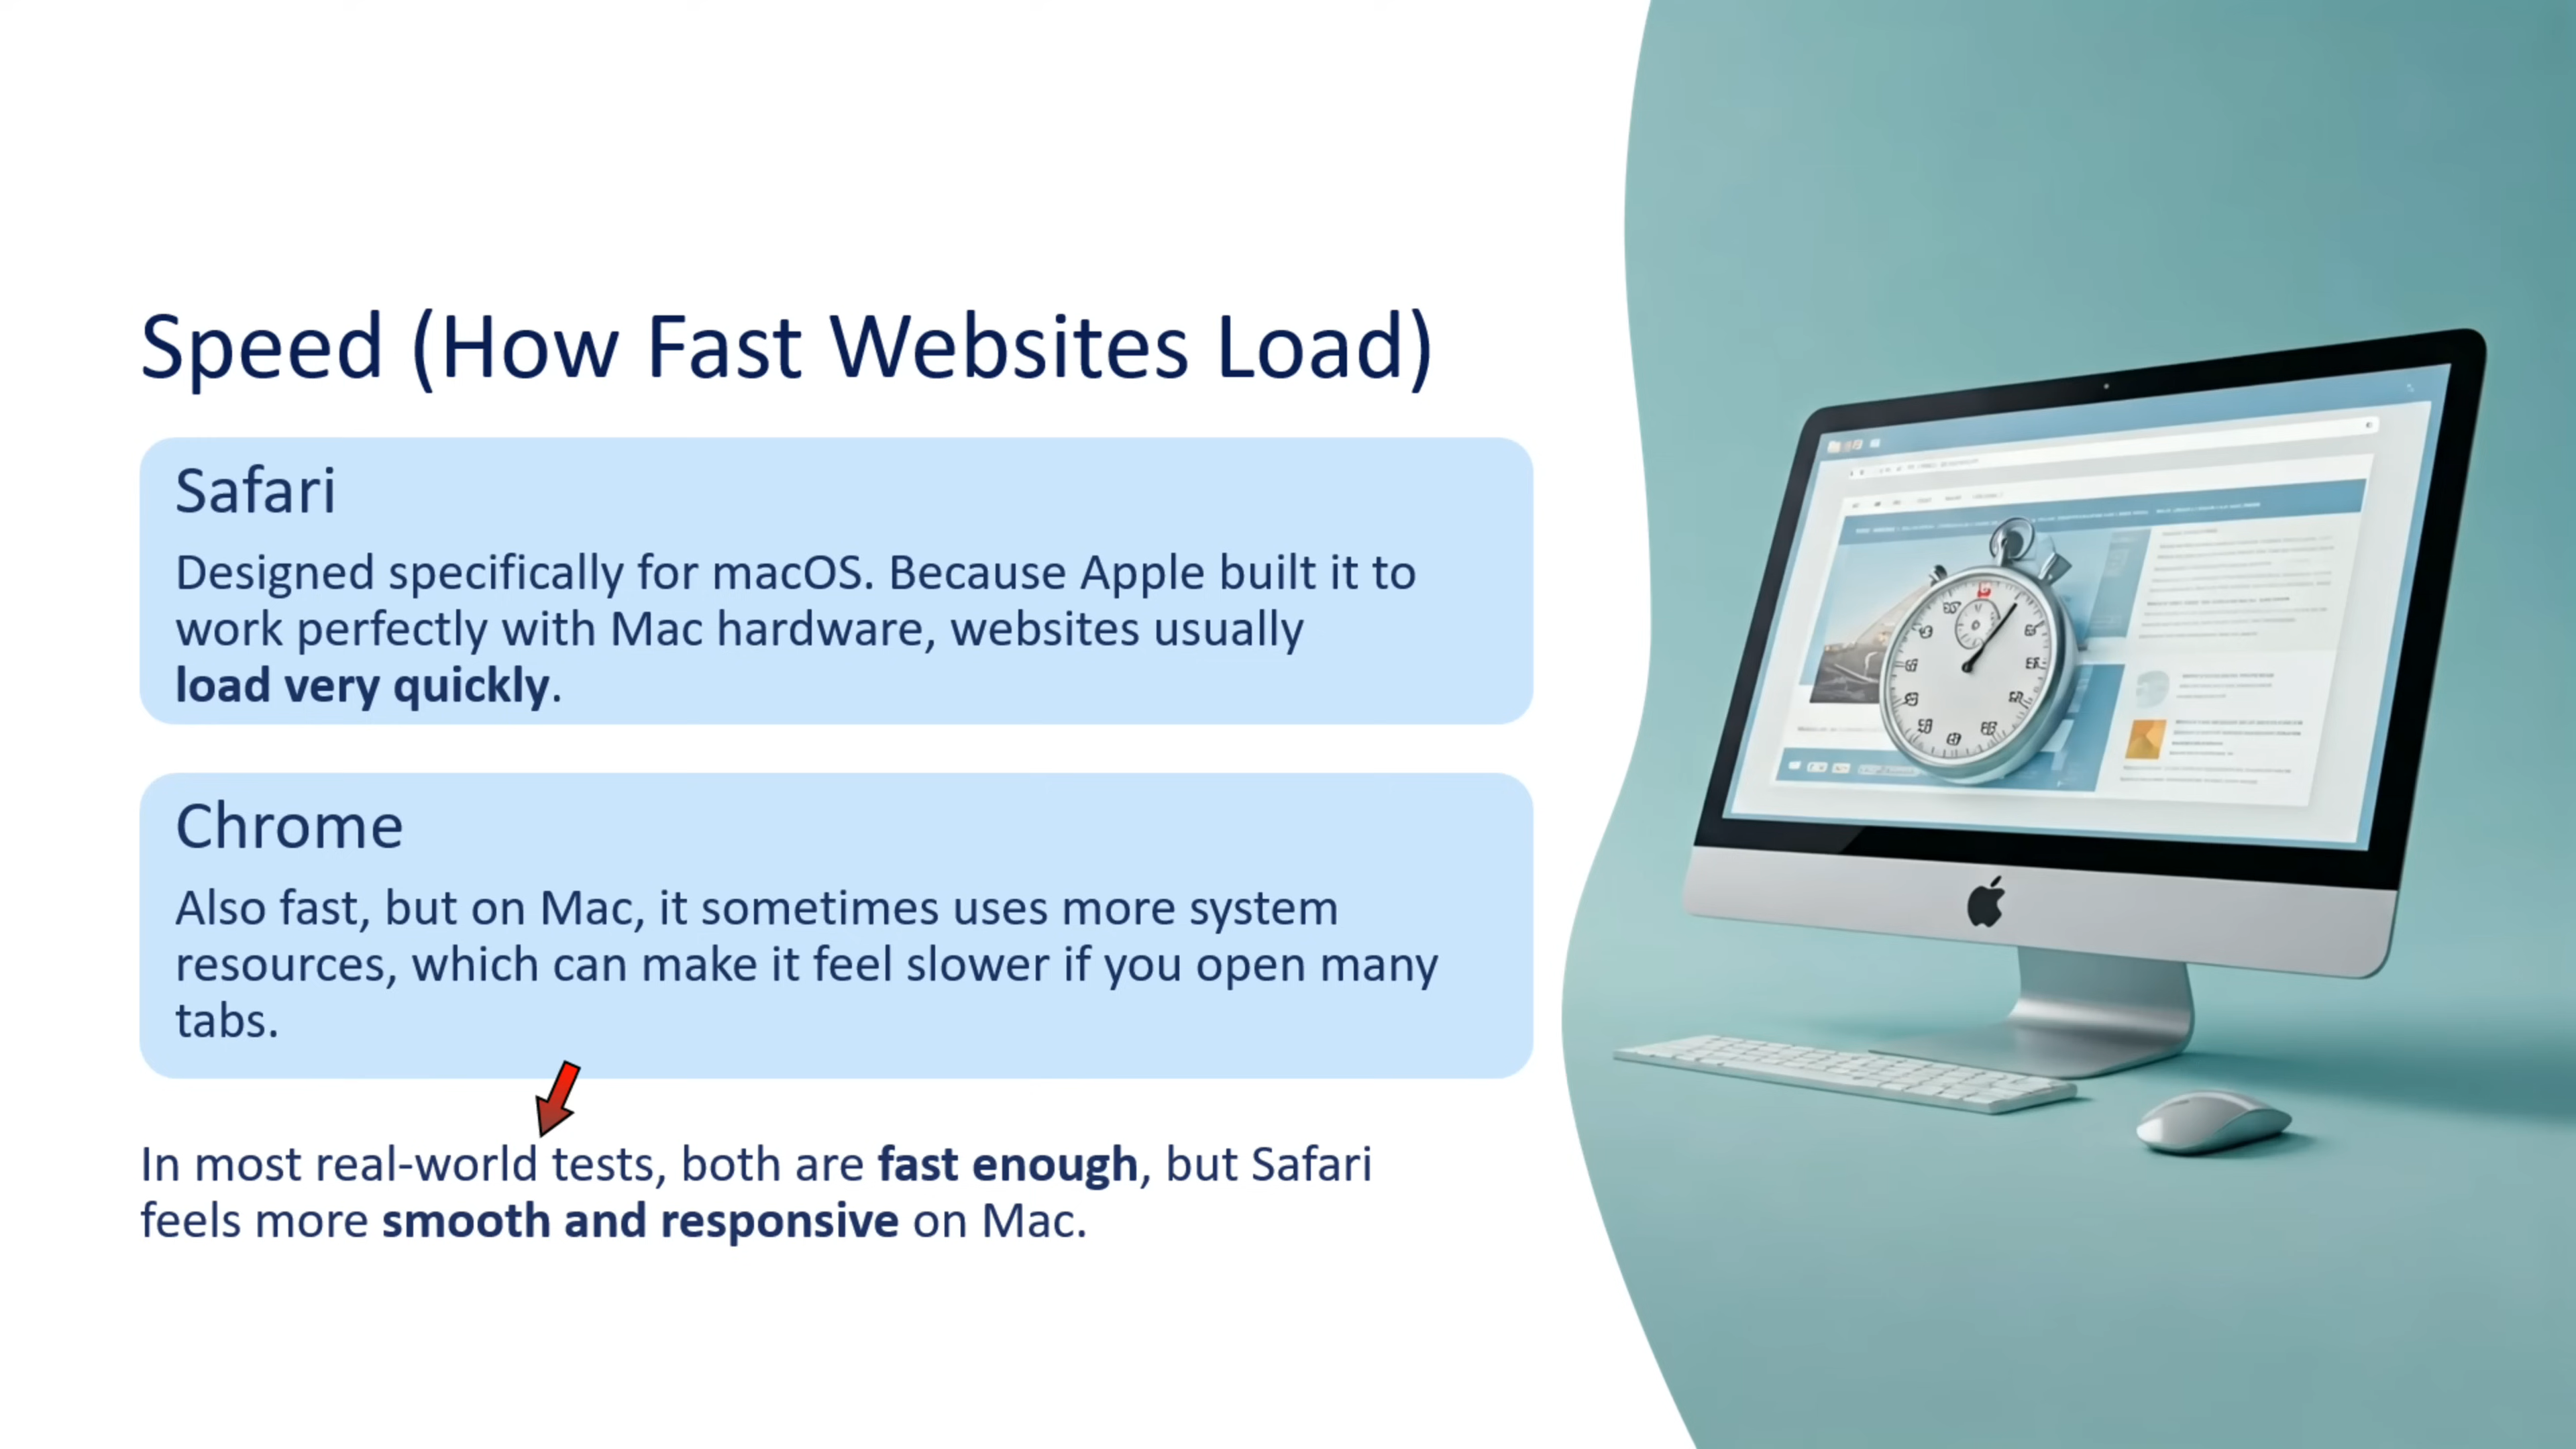 Speed (How Fast Websites Load)
Safari
Designed specifically for macOS. Because Apple built it to
work perfectly with Mac hardware, websites usually
load very quickly.
Chrome
Also fast, but on Mac, it sometimes uses more system
resources, which can make it feel slower if you open many
tabs.
In most real-world tests, both are fast enough, but Safari
feels more smooth and responsive on Mac.